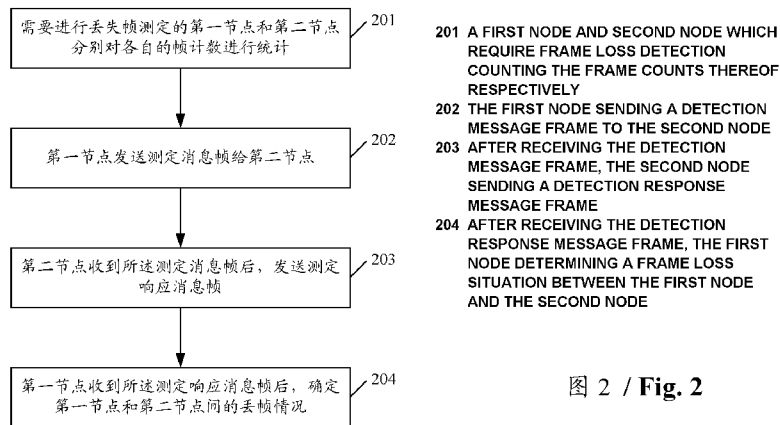 需要进行丢失帧测定的第一节点和第二节点
分别对各自的帧计数进行统计
201
第一节点发送测定消息帧给第二节点
202
第二节点收到所述测定消息帧后，发送测定
响应消息帧
203
第一节点收到所述测定响应消息帧后，确定
第一节点和第二节点间的丢帧情况
204
201 A FIRST NODE AND SECOND NODE WHICH
REQUIRE FRAME LOSS DETECTION
COUNTING THE FRAME COUNTS THEREOF
RESPECTIVELY
202 THE FIRST NODE SENDING A DETECTION
MESSAGE FRAME TO THE SECOND NODE
203 AFTER RECEIVING THE DETECTION
MESSAGE FRAME, THE SECOND NODE
SENDING A DETECTION RESPONSE
MESSAGE FRAME
204 AFTER RECEIVING THE DETECTION
RESPONSE MESSAGE FRAME, THE FIRST
NODE DETERMINING A FRAME LOSS
SITUATION BETWEEN THE FIRST NODE
AND THE SECOND NODE
图 2 / Fig. 2